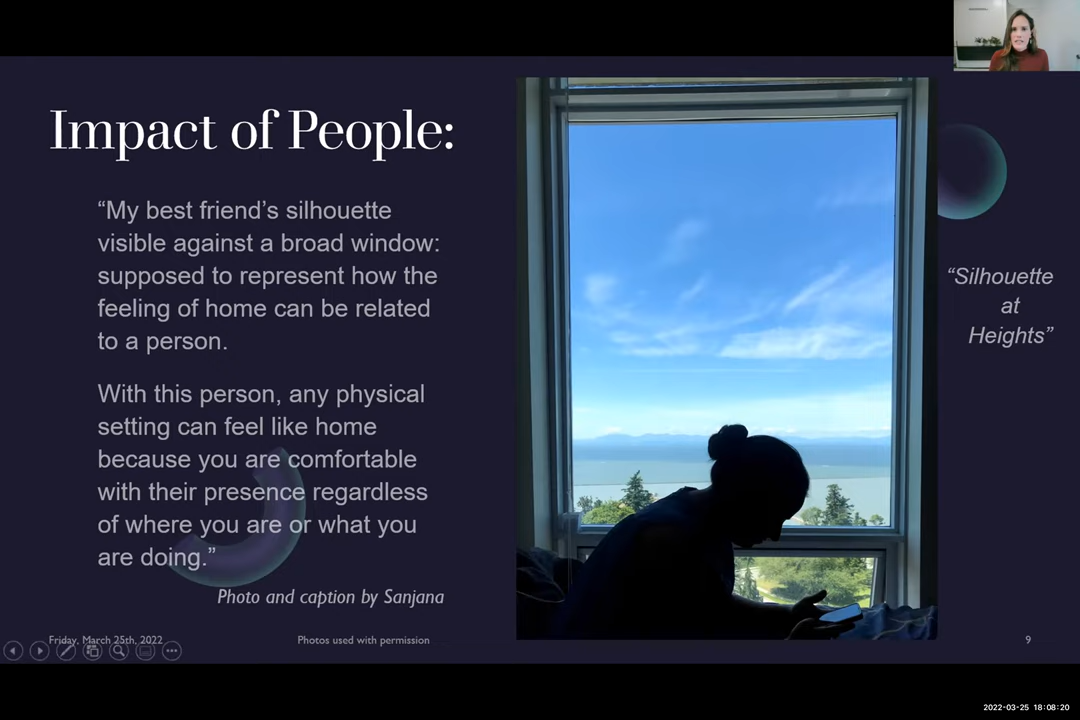 Impact of People:
“My best friend’s silhouette
visible against a broad window:
supposed to represent how the
feeling of home can be related
to a person.
With this person, any physical
setting can feel like home
because you are comfortable
with their presence regardless
of where you are or what you
are doing.”
Photo and caption by Sanjana
“Silhouette
at
Heights”
Friday, March 25th, 2022
Photos used with permission
9
2022-03-25 18:08:20